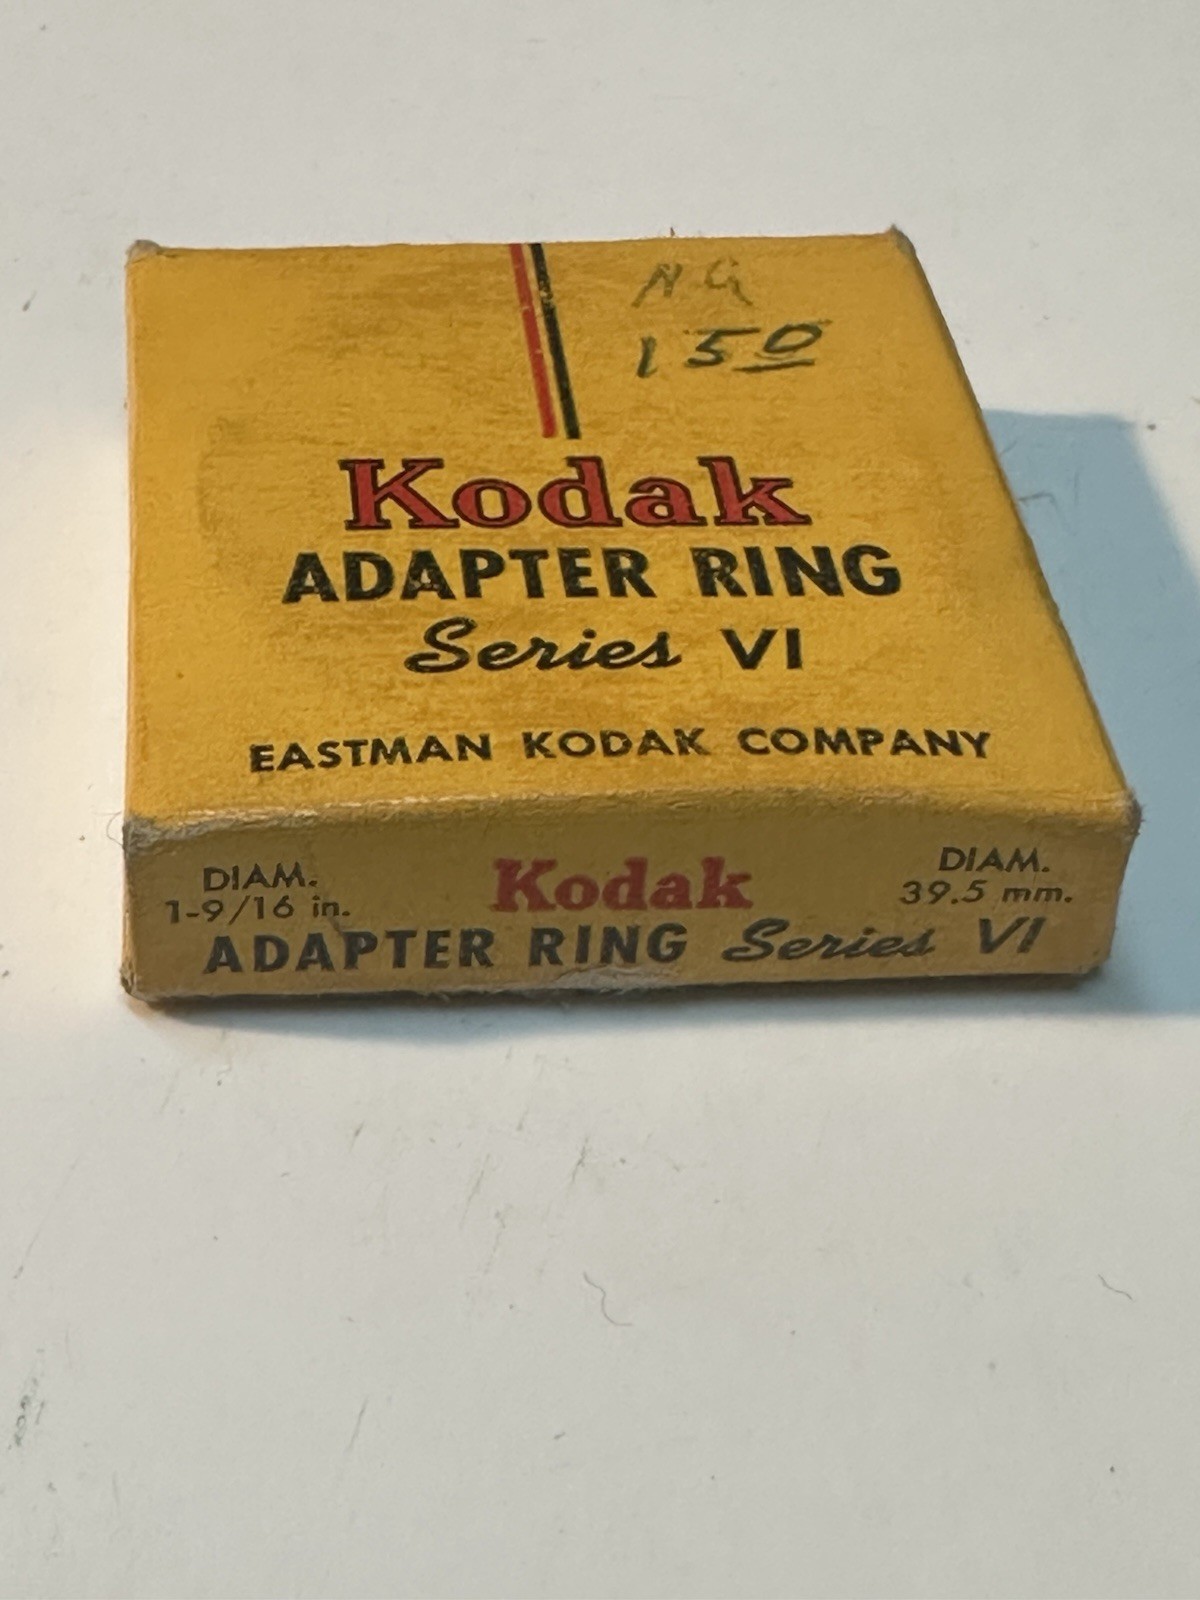 150
Kodak
ADAPTER RING
Series VI
EASTMAN KODAK COMPANY
DIAM.
1-9/16 in.
Kodak
DIAM.
39.5 mm.
ADAPTER RING Series VI